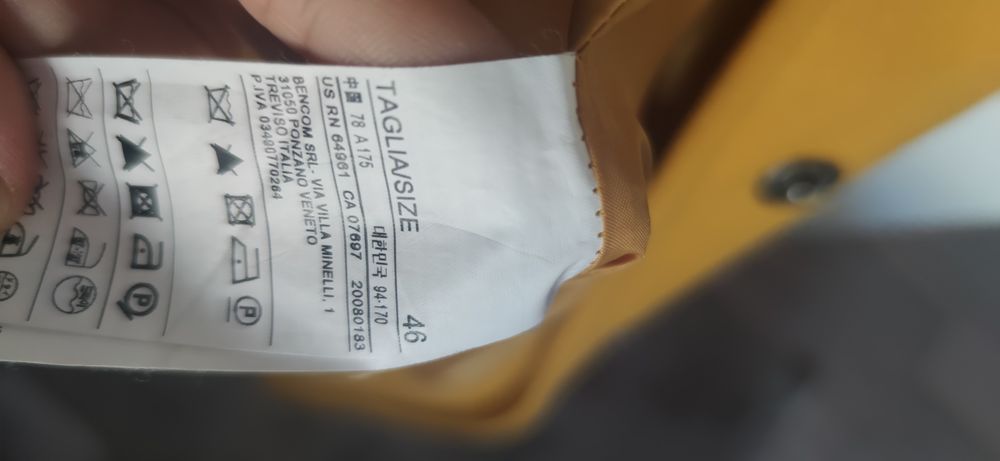 TAGLIA/SIZE 46
中国 78 A 175 대한민국 94-170
US RN 64961 CA 07697 20080183
BENCOM SRL- VIA VILLA MINELLI, 1
31050 PONZANO VENETO
TREVISO ITALIA
P.IVA 03490770264
P
P